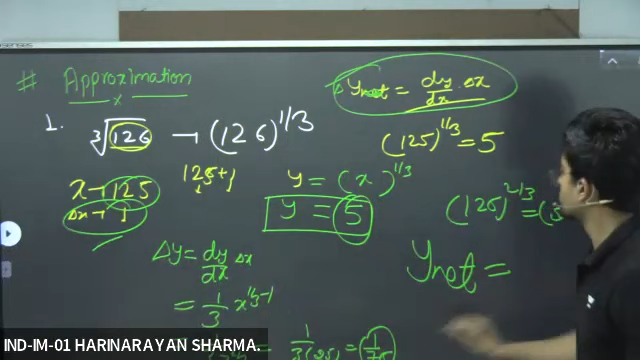 # Approximation
ΔYnet = dy/dx . Δx
1. ∛126 → (126)^1/3
(125)^1/3 = 5
x → 125
125+1
y = (x)^1/3
Δx → 1
y = 5
(125)^2/3 = (5
Δy = dy/dx Δx
Ynet =
= 1/3 x^1/3-1
1/3(25) = 1/75
IND-IM-01 HARINARAYAN SHARMA.